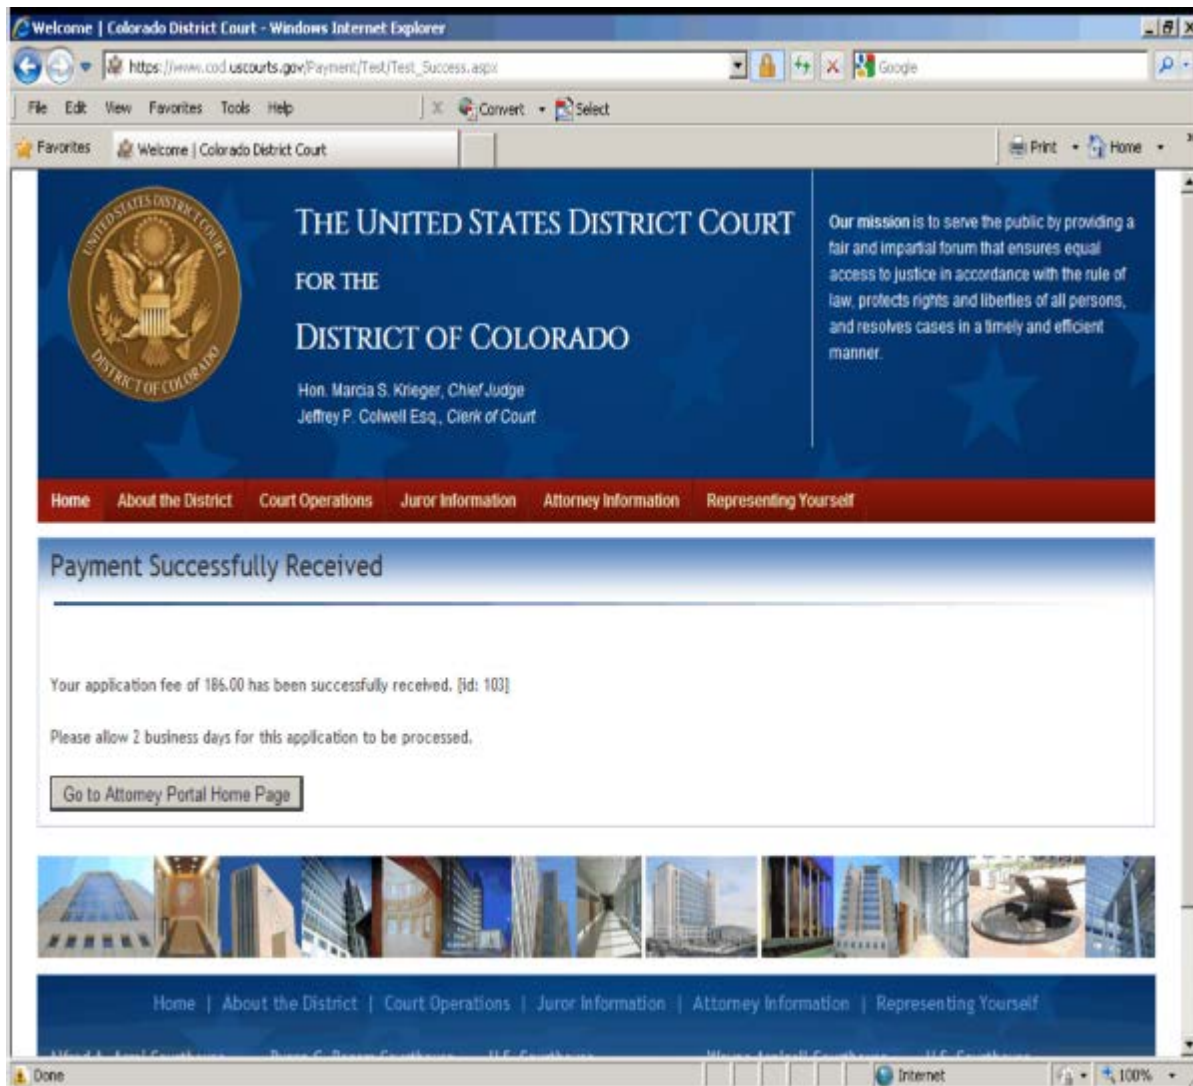 Welcome | Colorado District Court - Windows Internet Explorer
https://www.cod.uscourts.gov/Payment/Test/Test_Success.aspx
Google
File Edit View Favorites Tools Help
Convert Select
Favorites
Welcome | Colorado District Court
Print Home
UNITED STATES DISTRICT COURT
DISTRICT OF COLORADO
THE UNITED STATES DISTRICT COURT
FOR THE
DISTRICT OF COLORADO
Hon. Marcia S. Krieger, Chief Judge
Jeffrey P. Colwell Esq., Clerk of Court
Our mission is to serve the public by providing a
fair and impartial forum that ensures equal
access to justice in accordance with the rule of
law, protects rights and liberties of all persons,
and resolves cases in a timely and efficient
manner.
Home About the District Court Operations Juror Information Attorney Information Representing Yourself
Payment Successfully Received
Your application fee of 186.00 has been successfully received. [id: 103]
Please allow 2 business days for this application to be processed.
Go to Attorney Portal Home Page
Home | About the District | Court Operations | Juror Information | Attorney Information | Representing Yourself
Done
Internet
100%